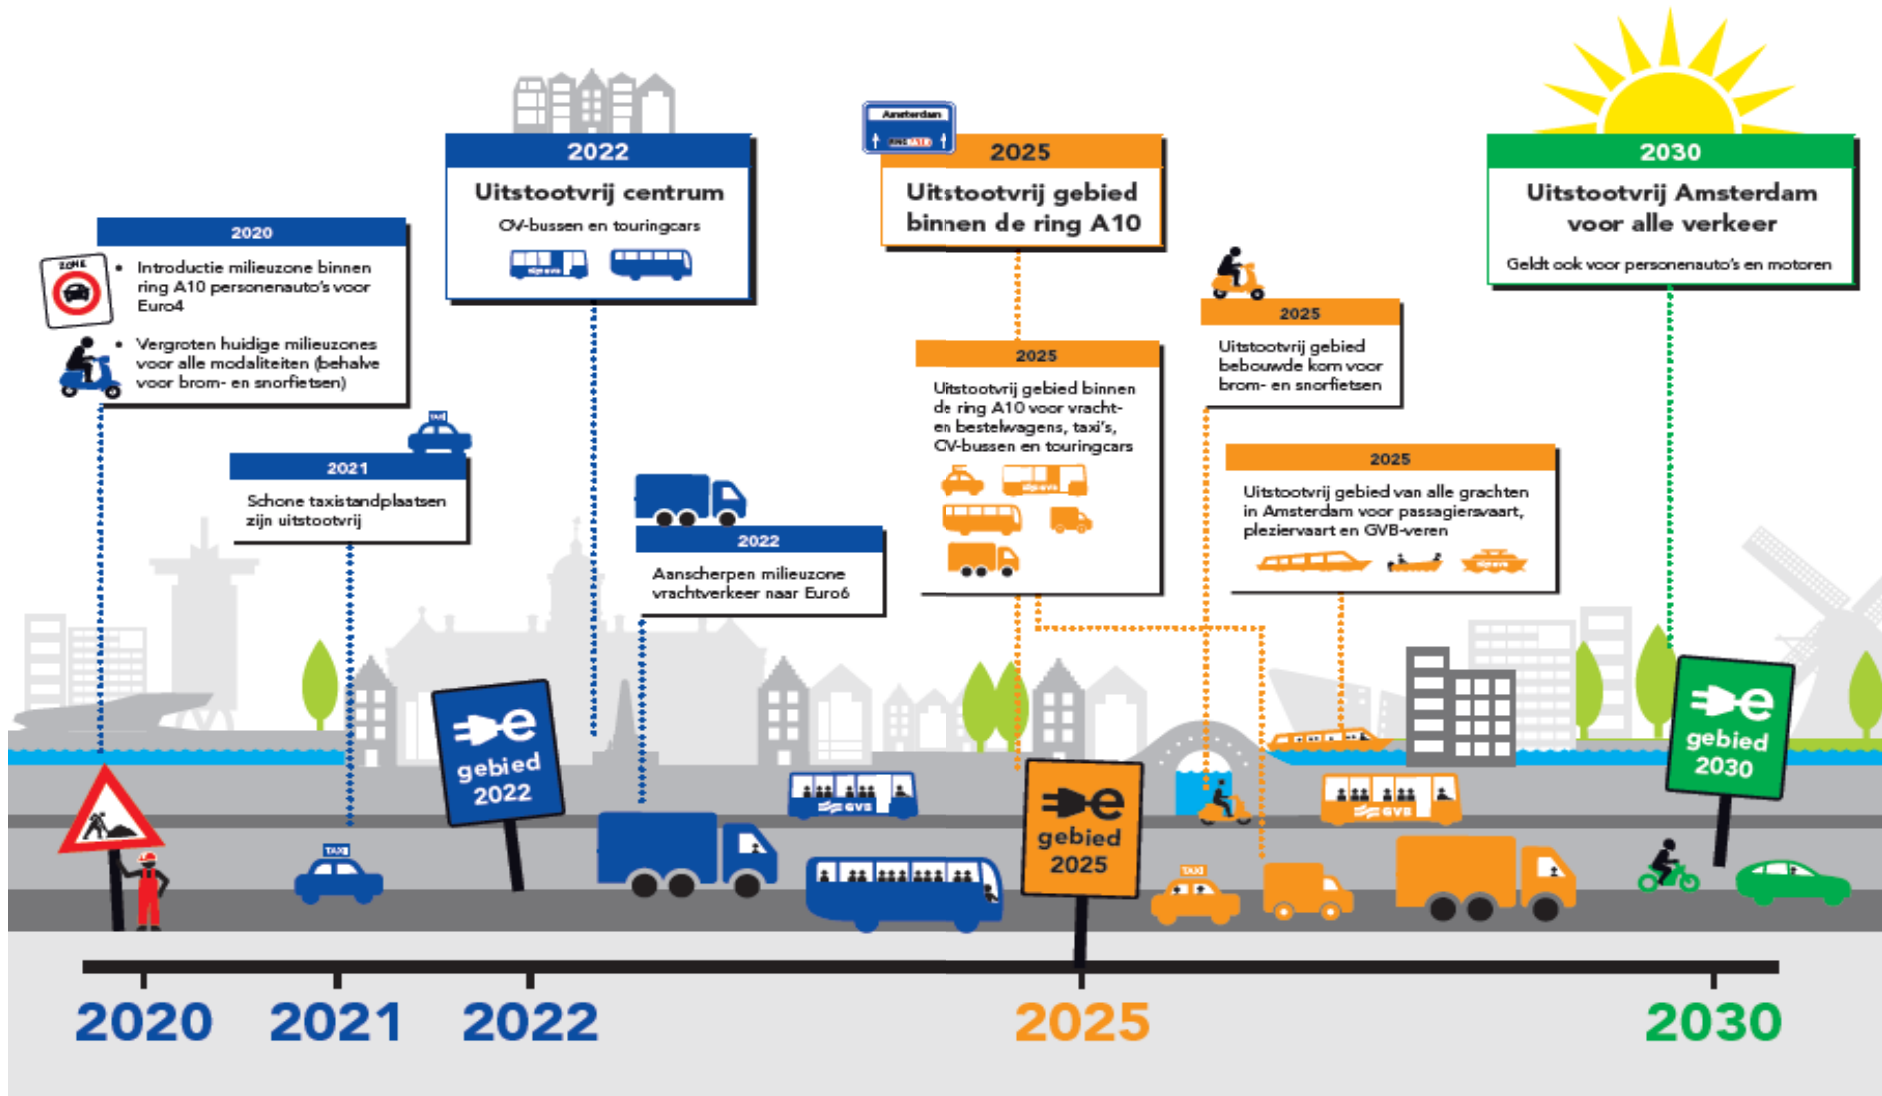 2020
ZONE
• Introductie milieuzone binnen
ring A10 personenauto's voor
Euro4
• Vergroten huidige milieuzones
voor alle modaliteiten (behalve
voor brom- en snorfietsen)
TAXI
2021
Schone taxistandplaatsen
zijn uitstootvrij
2022
Uitstootvrij centrum
OV-bussen en touringcars
2022
Aanscherpen milieuzone
vrachtverkeer naar Euro6
Amsterdam
2025
Uitstootvrij gebied
binnen de ring A10
2025
Uitstootvrij gebied binnen
de ring A10 voor vracht-
en bestelwagens, taxi's,
OV-bussen en touringcars
2025
Uitstootvrij gebied
bebouwde kom voor
brom- en snorfietsen
2025
Uitstootvrij gebied van alle grachten
in Amsterdam voor passagiersvaart,
pleziervaart en GVB-veren
2030
Uitstootvrij Amsterdam
voor alle verkeer
Geldt ook voor personenauto's en motoren
e
gebied
2022
TAXI
GVB
e
gebied
2025
TAXI
GVB
e
gebied
2030
2020
2021
2022
2025
2030